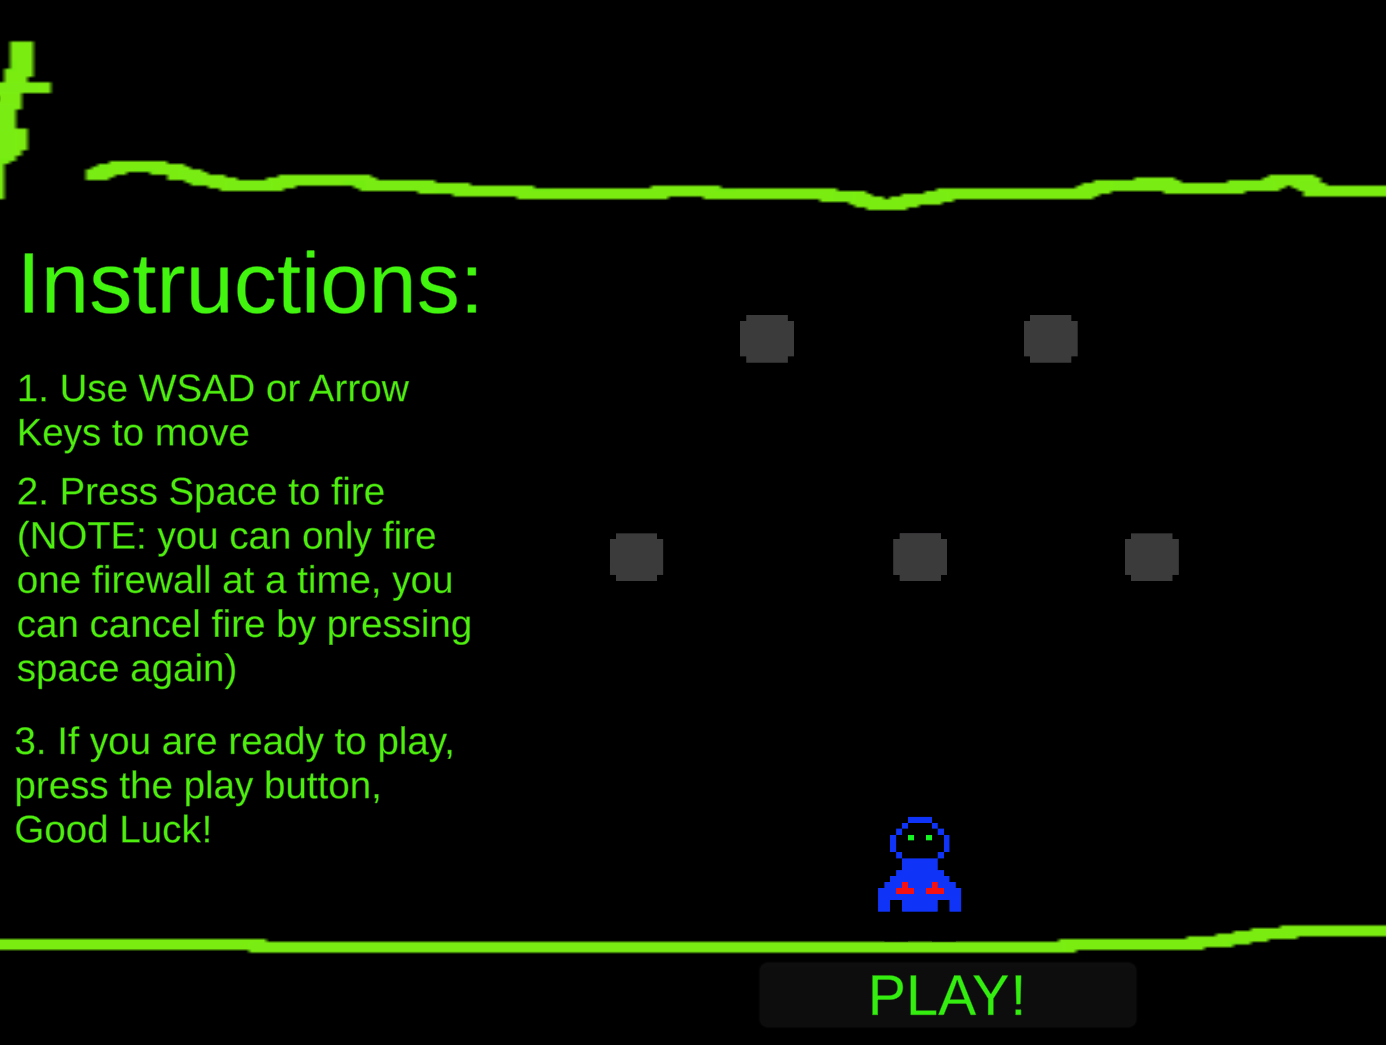 Instructions:
1. Use WSAD or Arrow
Keys to move
2. Press Space to fire
(NOTE: you can only fire
one firewall at a time, you
can cancel fire by pressing
space again)
3. If you are ready to play,
press the play button,
Good Luck!
PLAY!